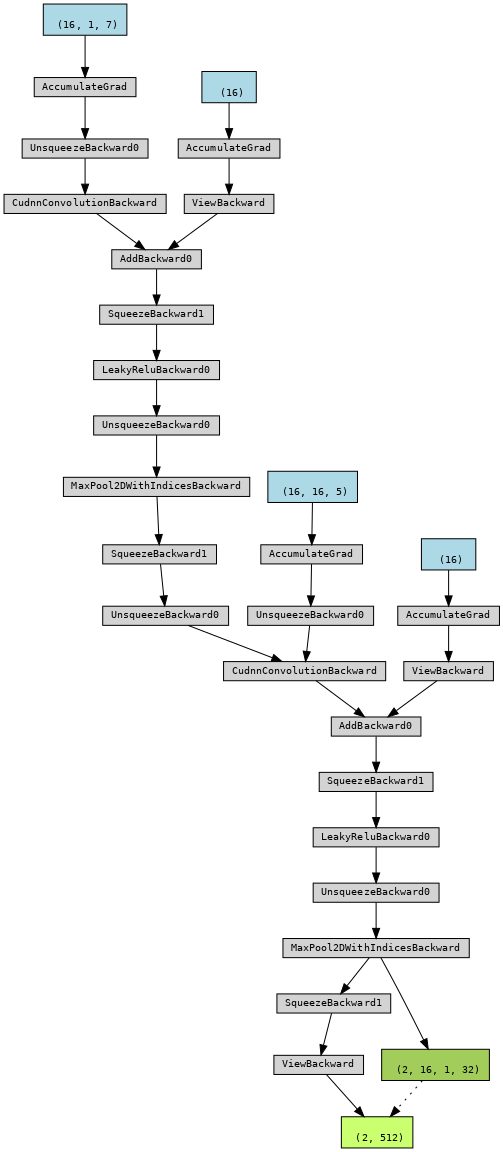 (16, 1, 7)
AccumulateGrad
(16)
UnsqueezeBackward0
AccumulateGrad
CudnnConvolutionBackward
ViewBackward
AddBackward0
SqueezeBackward1
LeakyReluBackward0
UnsqueezeBackward0
MaxPool2DWithIndicesBackward
(16, 16, 5)
SqueezeBackward1
AccumulateGrad
(16)
UnsqueezeBackward0
UnsqueezeBackward0
AccumulateGrad
CudnnConvolutionBackward
ViewBackward
AddBackward0
SqueezeBackward1
LeakyReluBackward0
UnsqueezeBackward0
MaxPool2DWithIndicesBackward
SqueezeBackward1
ViewBackward
(2, 16, 1, 32)
(2, 512)